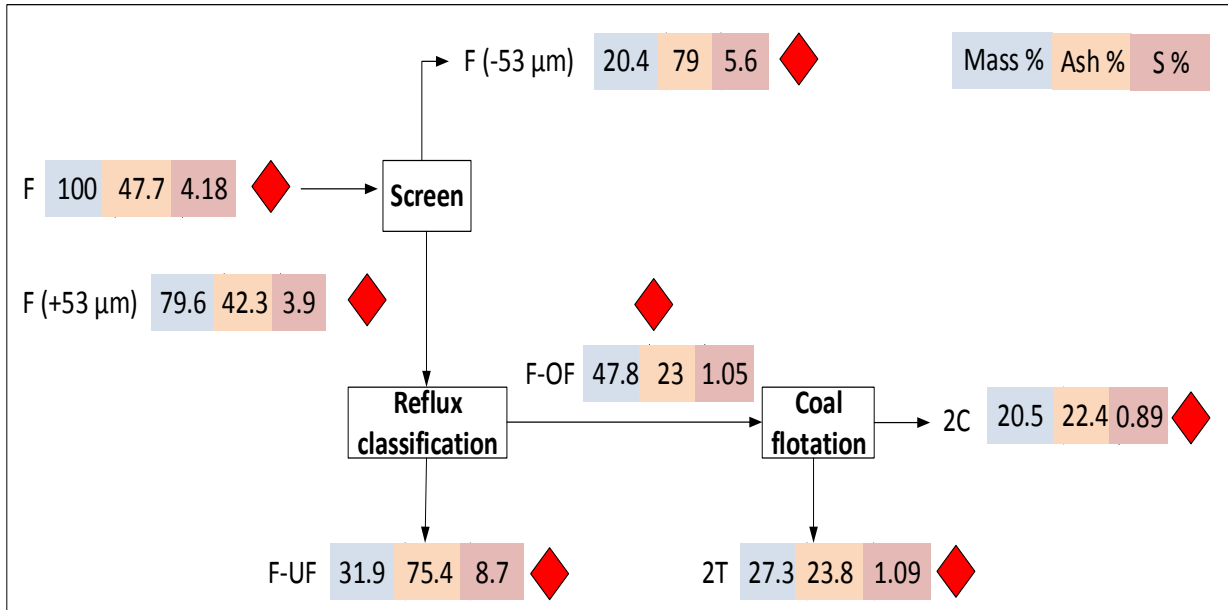 F (-53 µm) 20.4 79 5.6
Mass % Ash % S %
F 100 47.7 4.18
Screen
F (+53 µm) 79.6 42.3 3.9
F-OF 47.8 23 1.05
Reflux
classification
Coal
flotation
2C 20.5 22.4 0.89
F-UF 31.9 75.4 8.7
2T 27.3 23.8 1.09